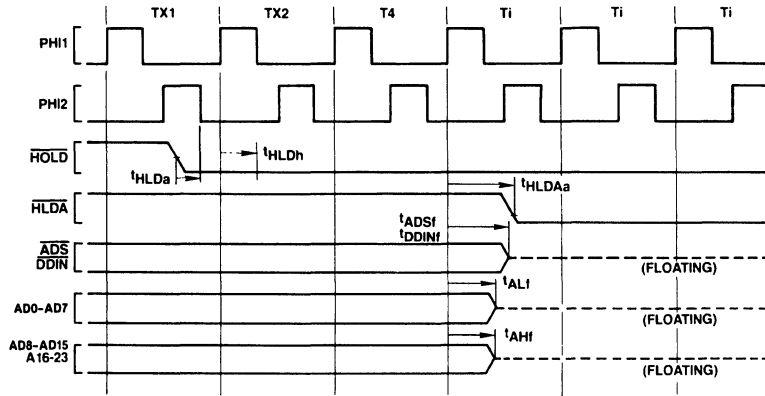 TX1 TX2 T4 Ti Ti Ti
PHI1
PHI2
HOLD
tHLDh
tHLDa
tHLDAa
HLDA
tADSf
tDDINf
ADS
DDIN
(FLOATING)
tALf
AD0-AD7
(FLOATING)
tAHf
AD8-AD15
A16-23
(FLOATING)